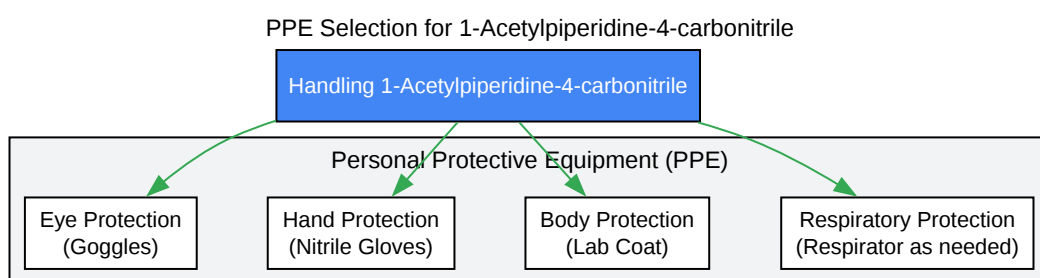 PPE Selection for 1-Acetylpiperidine-4-carbonitrile
Handling 1-Acetylpiperidine-4-carbonitrile
Personal Protective Equipment (PPE)
Eye Protection
(Goggles)
Hand Protection
(Nitrile Gloves)
Body Protection
(Lab Coat)
Respiratory Protection
(Respirator as needed)